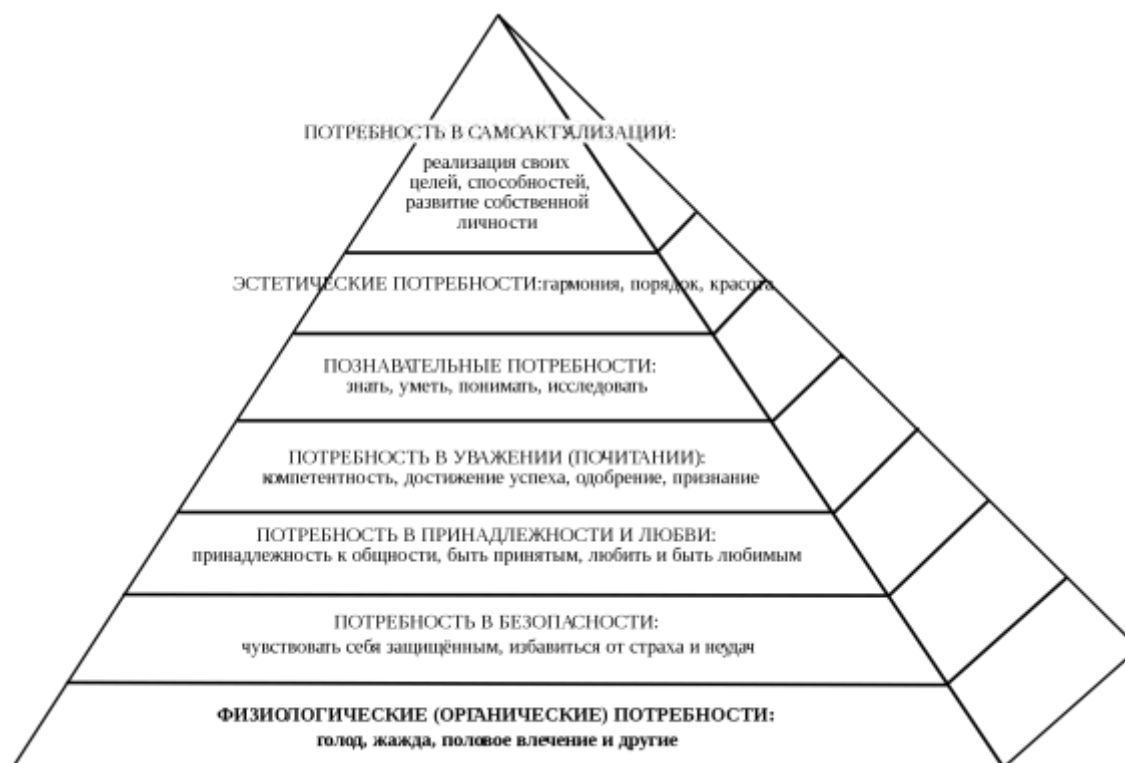 ПОТРЕБНОСТЬ В САМОАКТУАЛИЗАЦИИ:
реализация своих
целей, способностей,
развитие собственной
личности
ЭСТЕТИЧЕСКИЕ ПОТРЕБНОСТИ:гармония, порядок, красота
ПОЗНАВАТЕЛЬНЫЕ ПОТРЕБНОСТИ:
знать, уметь, понимать, исследовать
ПОТРЕБНОСТЬ В УВАЖЕНИИ (ПОЧИТАНИИ):
компетентность, достижение успеха, одобрение, признание
ПОТРЕБНОСТЬ В ПРИНАДЛЕЖНОСТИ И ЛЮБВИ:
принадлежность к общности, быть принятым, любить и быть любимым
ПОТРЕБНОСТЬ В БЕЗОПАСНОСТИ:
чувствовать себя защищённым, избавиться от страха и неудач
ФИЗИОЛОГИЧЕСКИЕ (ОРГАНИЧЕСКИЕ) ПОТРЕБНОСТИ:
голод, жажда, половое влечение и другие